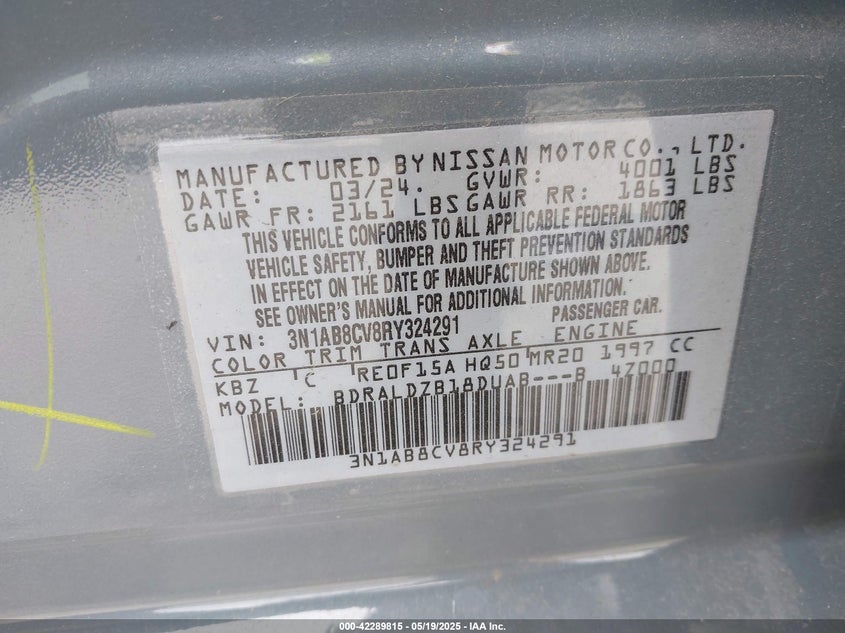 MANUFACTURED BY NISSAN MOTOR CO., LTD.
DATE: 03/24. GVWR: 4001 LBS
GAWR FR: 2161 LBS GAWR RR: 1863 LBS
THIS VEHICLE CONFORMS TO ALL APPLICABLE FEDERAL MOTOR
VEHICLE SAFETY, BUMPER AND THEFT PREVENTION STANDARDS
IN EFFECT ON THE DATE OF MANUFACTURE SHOWN ABOVE.
SEE OWNER'S MANUAL FOR ADDITIONAL INFORMATION.
PASSENGER CAR.
VIN: 3N1AB8CV8RY324291
COLOR TRIM TRANS AXLE ENGINE
KBZ C RE0F15A HQ50 MR20 1997 CC
MODEL: BDRALDZB18DUAB---B 47000
3N1AB8CV8RY324291
000-42289815 - 05/19/2025 - IAA Inc.